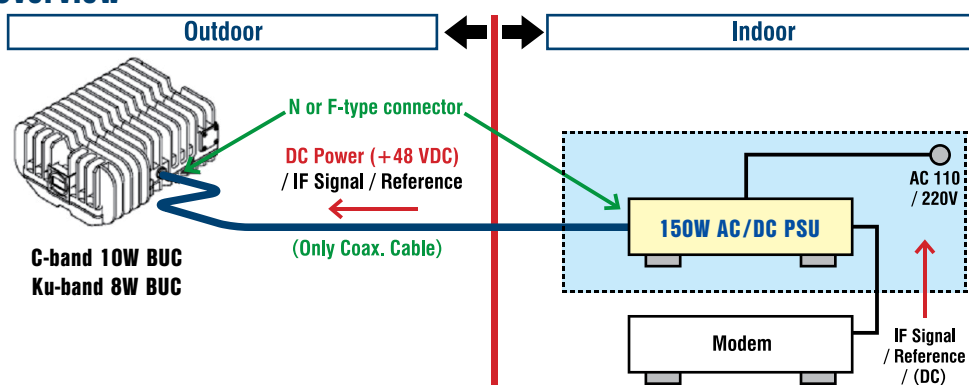 Overview
Outdoor
Indoor
N or F-type connector
DC Power (+48 VDC)
/ IF Signal / Reference
(Only Coax. Cable)
C-band 10W BUC
Ku-band 8W BUC
AC 110
/ 220V
150W AC/DC PSU
Modem
IF Signal
/ Reference
/ (DC)